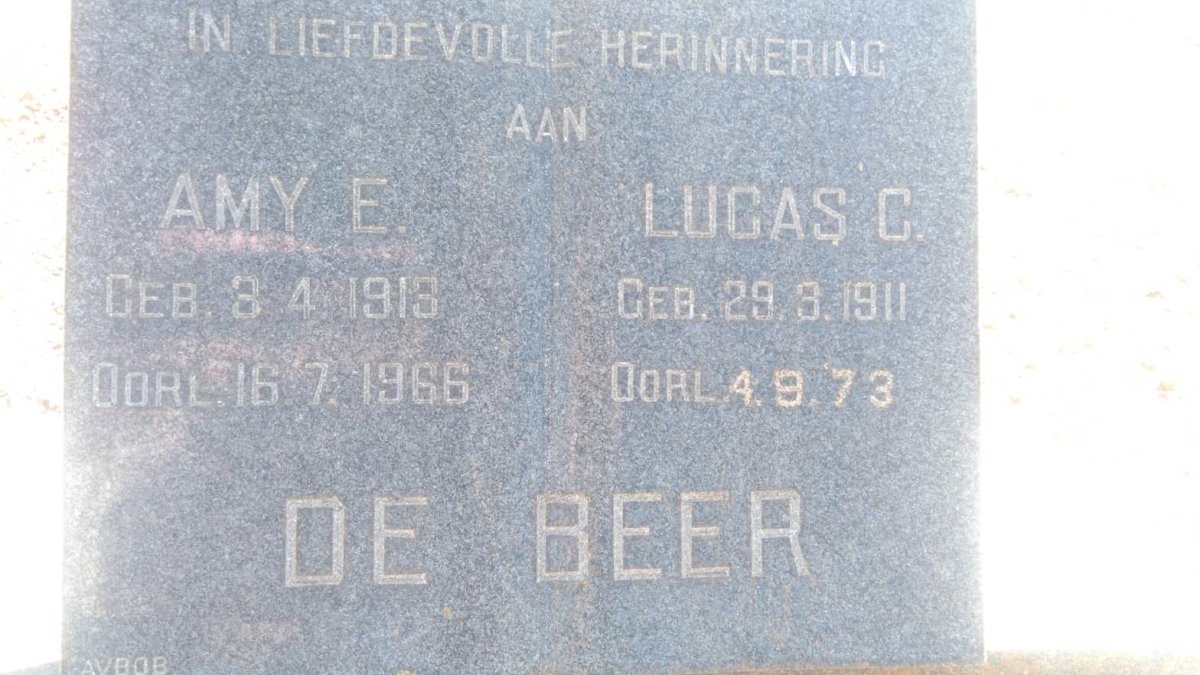 IN LIEFDEVOLLE HERINNERING
AAN
AMY E.
GEB. 3.4.1913
OORL. 16.7.1966
LUCAS C.
GEB. 29.3.1911
OORL. 4.9.73
DE BEER
AVBOB